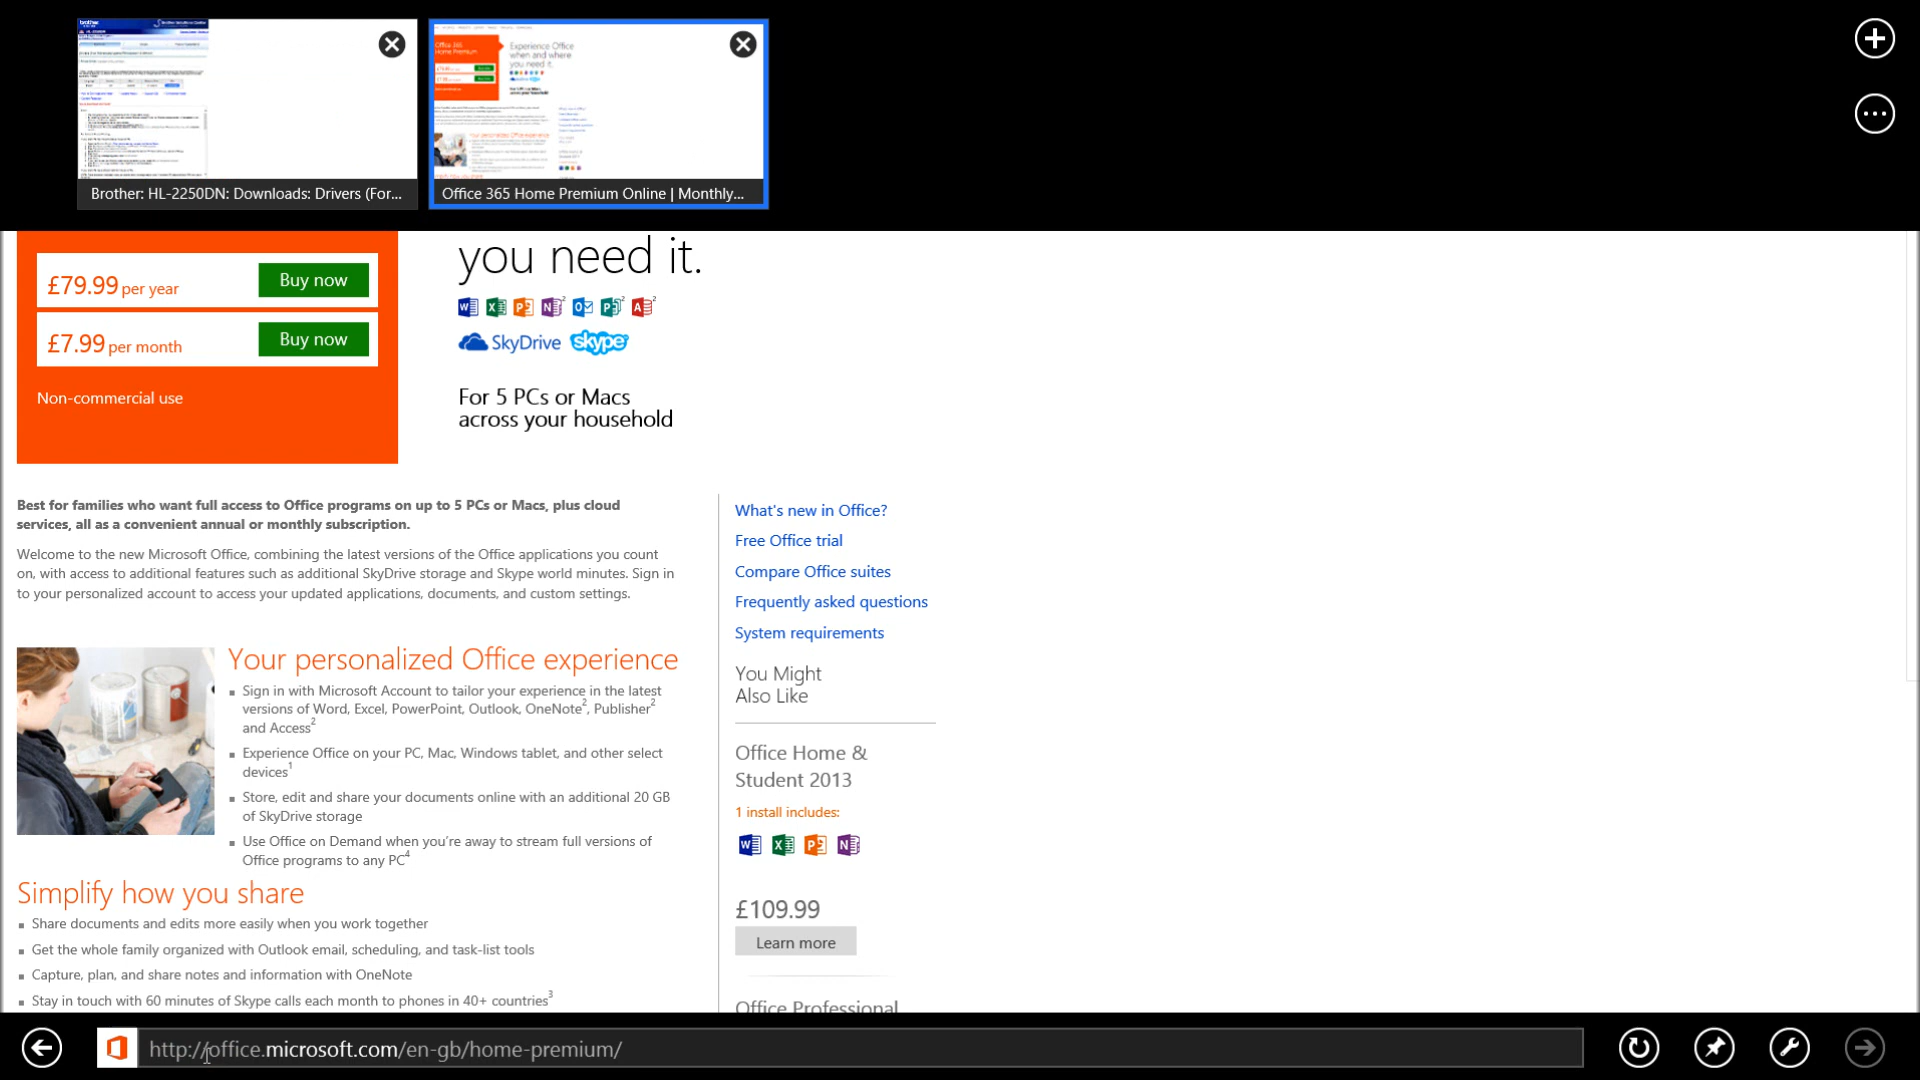 Brother: HL-2250DN: Downloads: Drivers (For...
Office 365 Home Premium Online | Monthly...
Experience Office
when and where
you need it.
you need it.
£79.99 per year
Buy now
£7.99 per month
Buy now
Non-commercial use
SkyDrive skype
For 5 PCs or Macs
across your household
Best for families who want full access to Office programs on up to 5 PCs or Macs, plus cloud
services, all as a convenient annual or monthly subscription.
Welcome to the new Microsoft Office, combining the latest versions of the Office applications you count
on, with access to additional features such as additional SkyDrive storage and Skype world minutes. Sign in
to your personalized account to access your updated applications, documents, and custom settings.
Your personalized Office experience
Sign in with Microsoft Account to tailor your experience in the latest
versions of Word, Excel, PowerPoint, Outlook, OneNote², Publisher²
and Access²
Experience Office on your PC, Mac, Windows tablet, and other select
devices¹
Store, edit and share your documents online with an additional 20 GB
of SkyDrive storage
Use Office on Demand when you're away to stream full versions of
Office programs to any PC⁴
Simplify how you share
Share documents and edits more easily when you work together
Get the whole family organized with Outlook email, scheduling, and task-list tools
Capture, plan, and share notes and information with OneNote
Stay in touch with 60 minutes of Skype calls each month to phones in 40+ countries³
What's new in Office?
Free Office trial
Compare Office suites
Frequently asked questions
System requirements
You Might
Also Like
Office Home &
Student 2013
1 install includes:
£109.99
Learn more
Office Professional
http://office.microsoft.com/en-gb/home-premium/